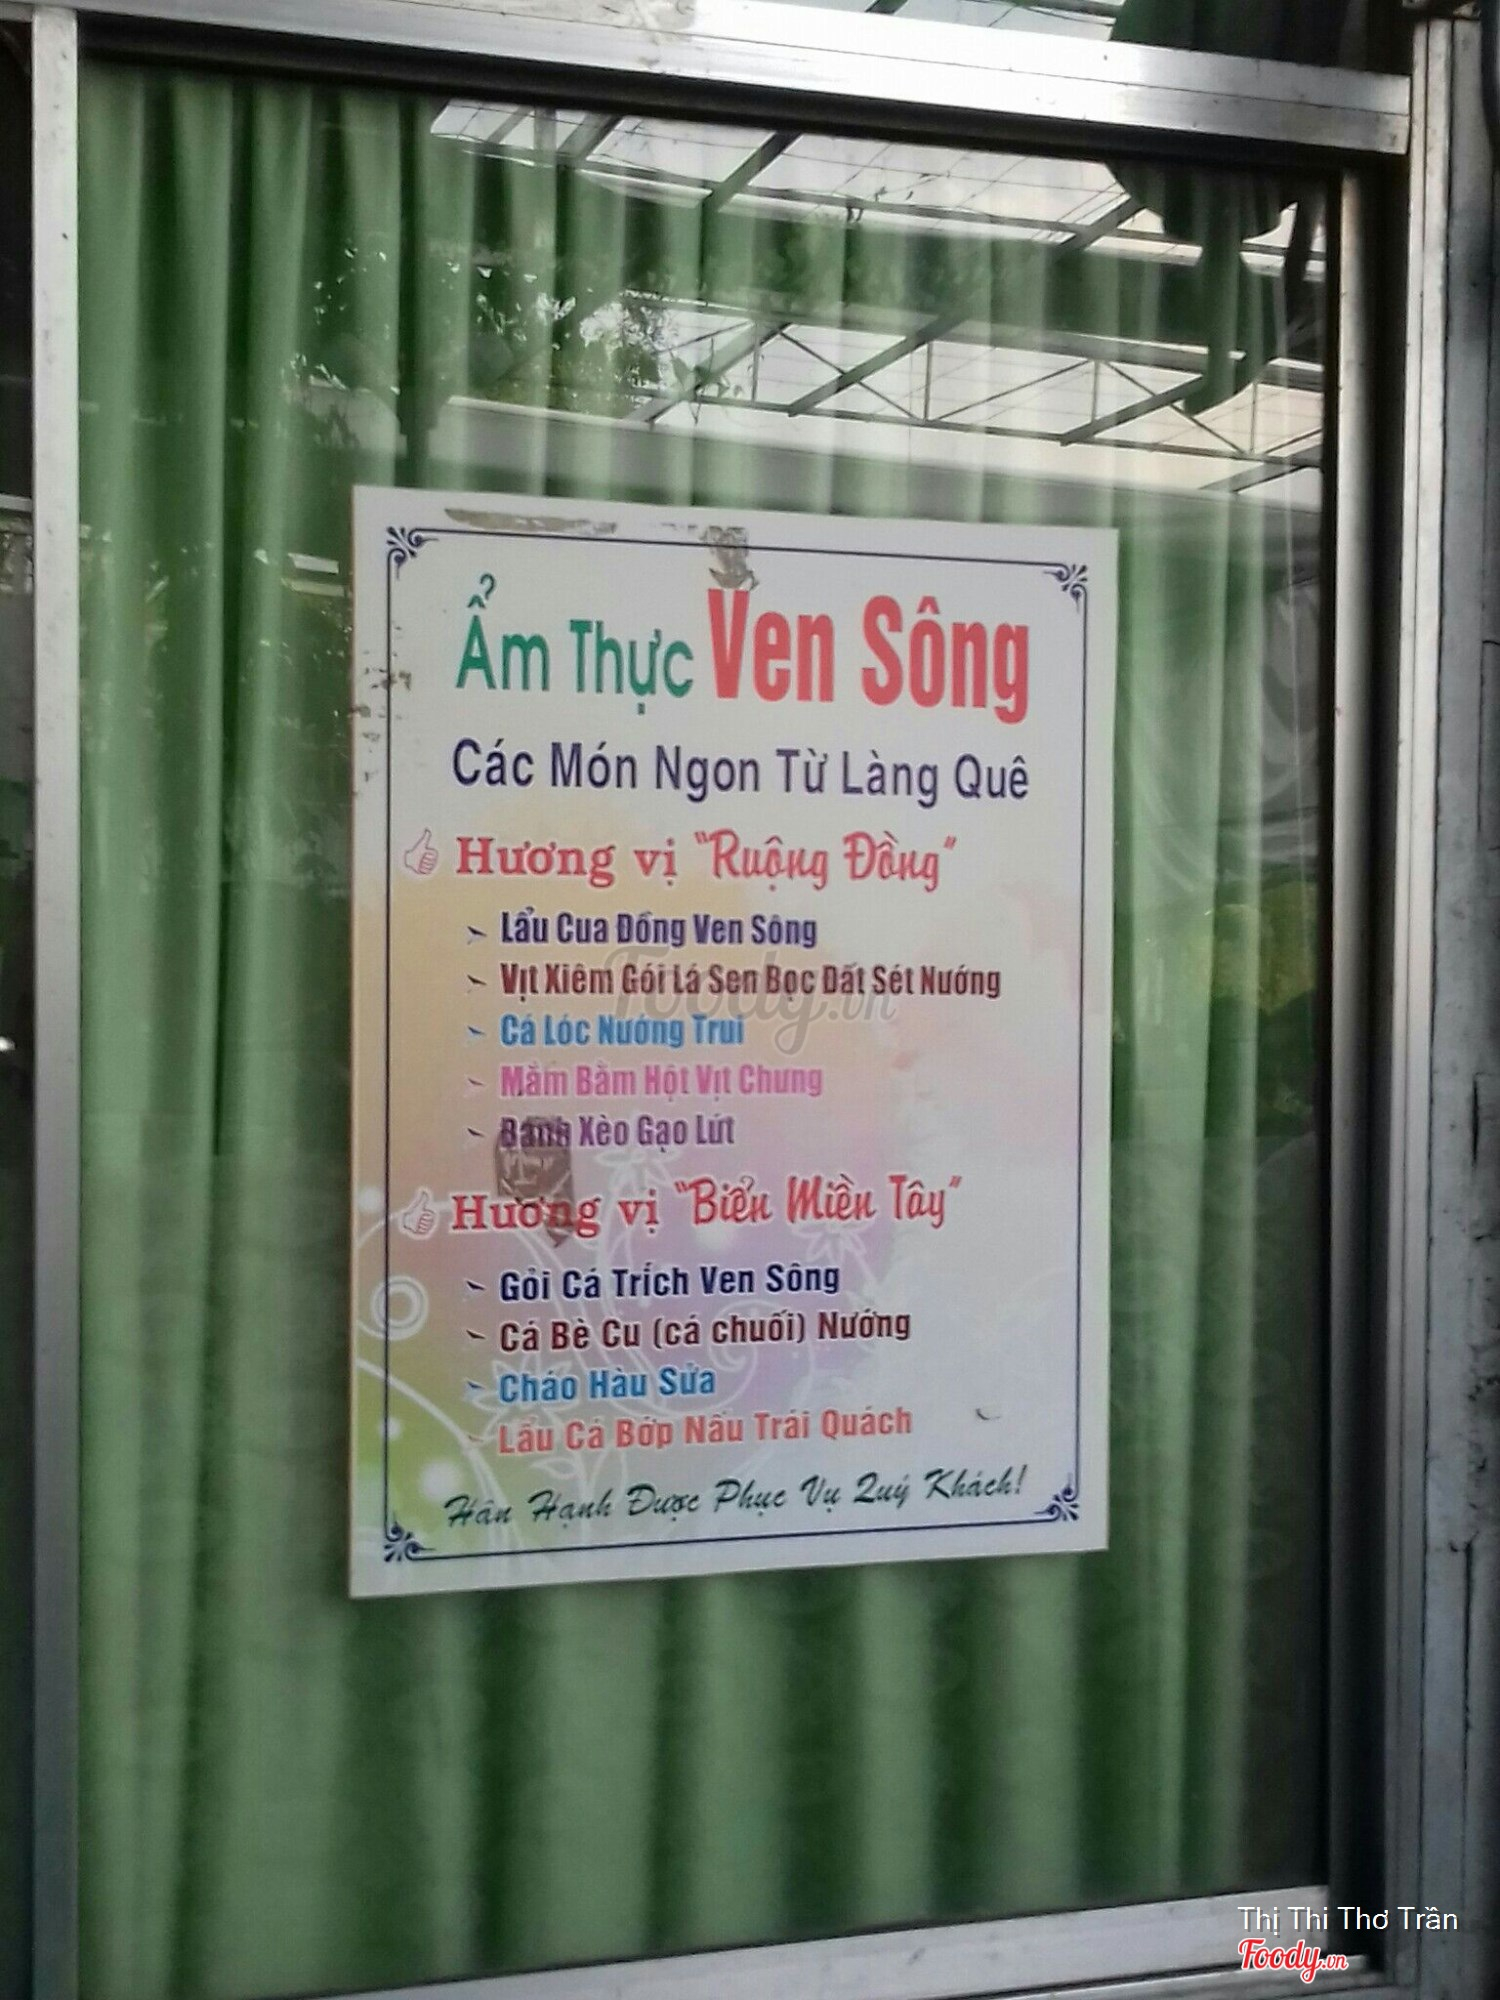 Ẩm Thực Ven Sông
Các Món Ngon Từ Làng Quê
Hương vị "Ruộng Đồng"
Lẩu Cua Đồng Ven Sông
Vịt Xiêm Gói Lá Sen Bọc Đất Sét Nướng
Cá Lóc Nướng Trui
Mắm Bằm Hột Vịt Chưng
Bánh Xèo Gạo Lứt
Hương vị "Biển Miền Tây"
Gỏi Cá Trích Ven Sông
Cá Bè Cu (cá chuối) Nướng
Cháo Hàu Sữa
Lẩu Cá Bớp Nấu Trái Quách
Hân Hạnh Được Phục Vụ Quý Khách!
Foody.vn
Thị Thi Thơ Trần
Foody.vn